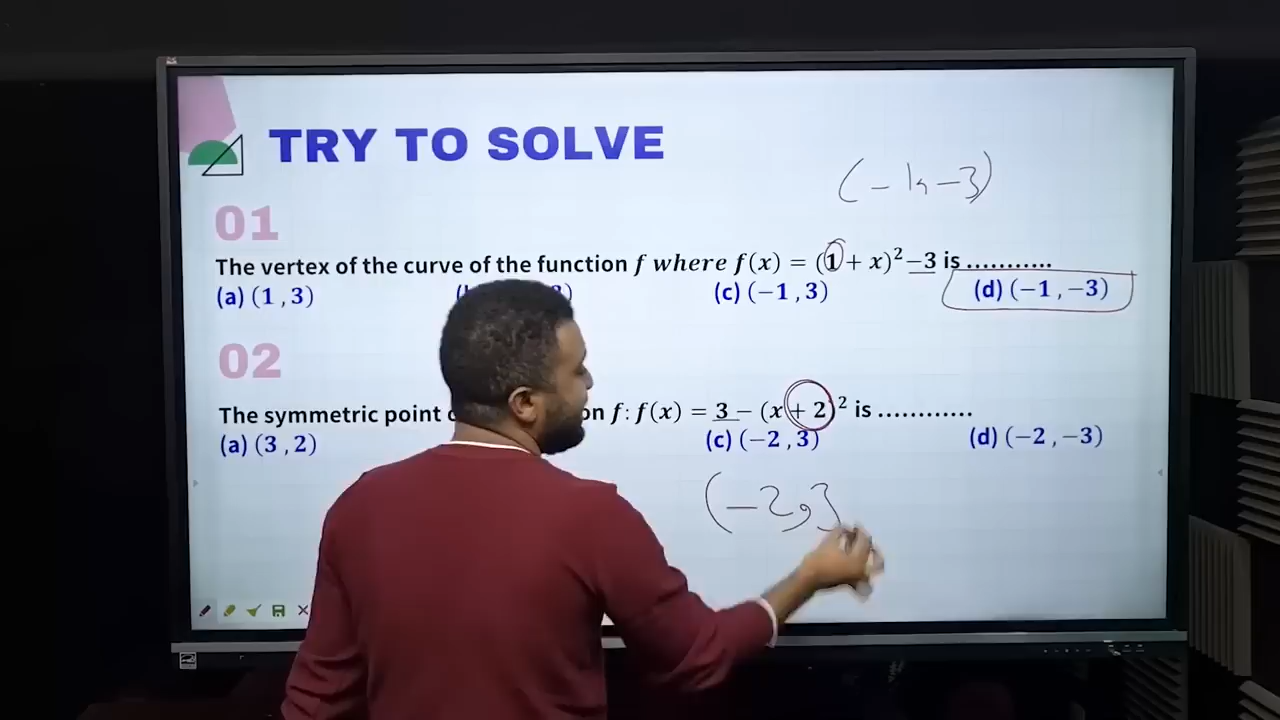 TRY TO SOLVE
(-1, -3)
01
The vertex of the curve of the function f where f(x) = (1 + x)² −3 is ...........
(a) (1 , 3) (c) (−1 , 3) (d) (−1 , −3)
02
The symmetric point f: f(x) = 3 − (x + 2)² is ............
(a) (3 , 2) (c) (−2 , 3) (d) (−2 , −3)
(-2, 3